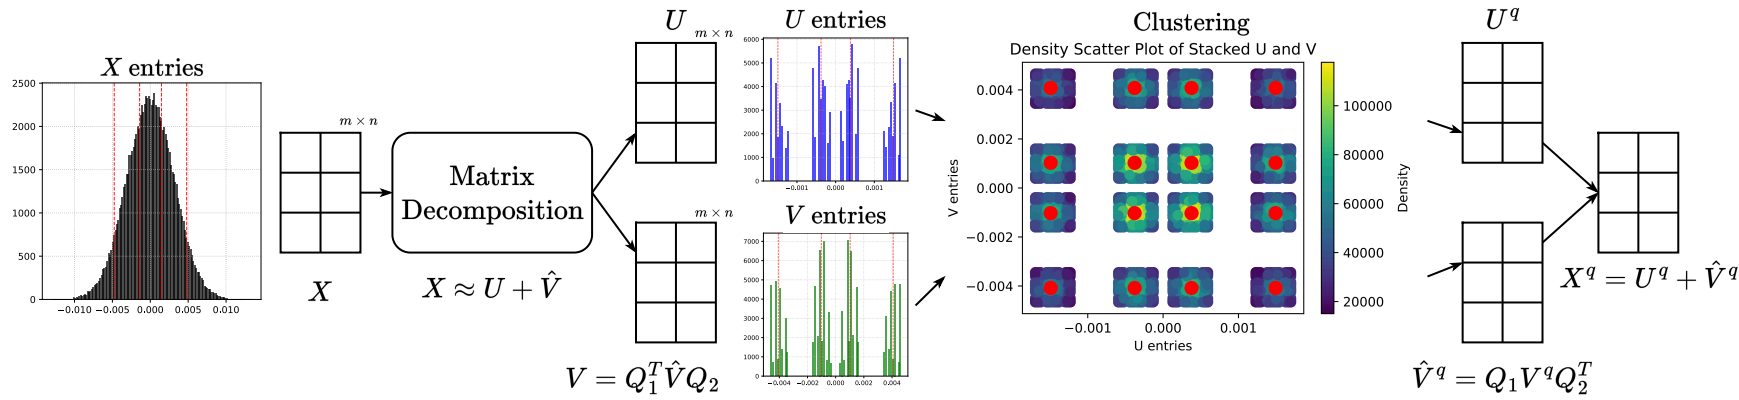 X entries
2500
2000
1500
1000
500
0
−0.010 −0.005 0.000 0.005 0.010
m × n
X
Matrix
Decomposition
X ≈ U + V̂
U
m × n
m × n
V = Q₁ᵀV̂Q₂
U entries
6000
5000
4000
3000
2000
1000
0
−0.001 0.000 0.001
V entries
7000
6000
5000
4000
3000
2000
1000
0
−0.004 −0.002 0.000 0.002 0.004
Clustering
Density Scatter Plot of Stacked U and V
V entries
0.004
0.002
0.000
−0.002
−0.004
−0.001 0.000 0.001
U entries
100000
80000
60000
40000
20000
Density
U^q
X^q = U^q + V̂^q
V̂^q = Q₁V^qQ₂ᵀ